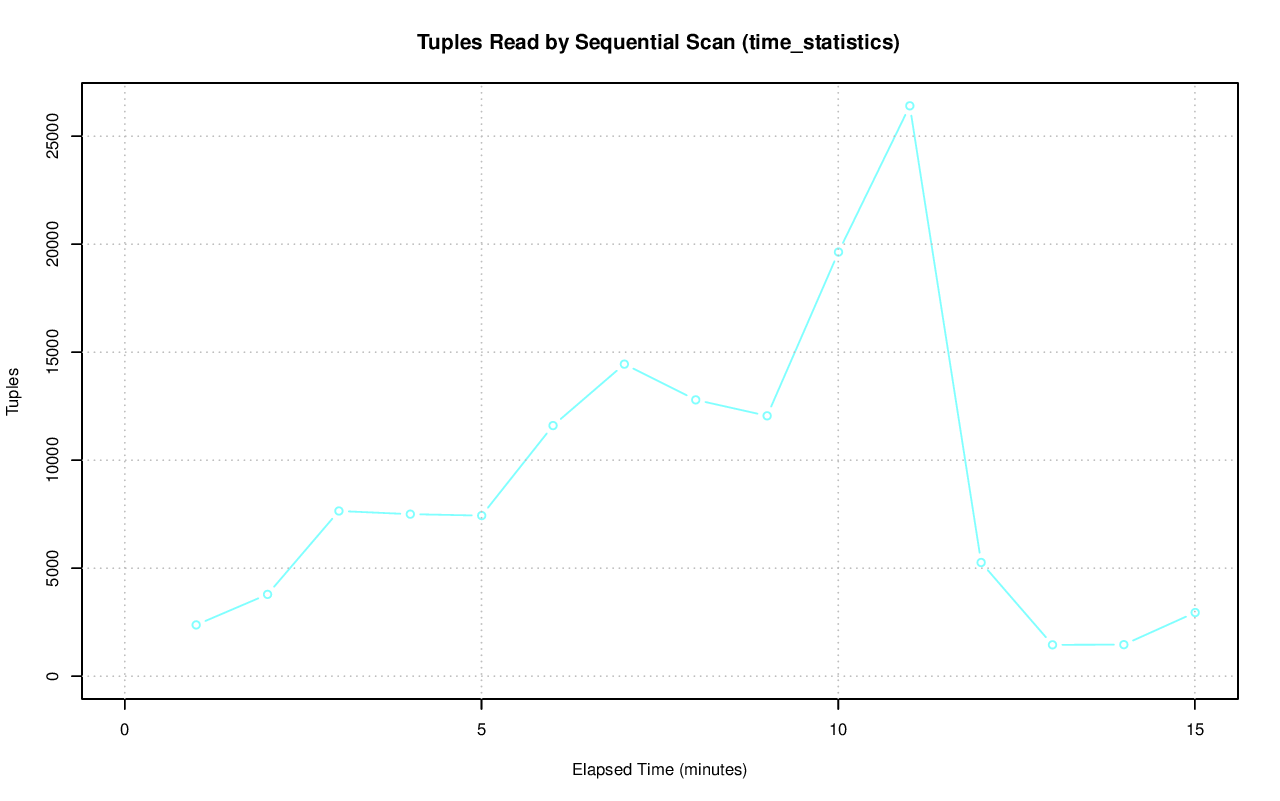 Tuples Read by Sequential Scan (time_statistics)
Tuples
25000
20000
15000
10000
5000
0
0 5 10 15
Elapsed Time (minutes)